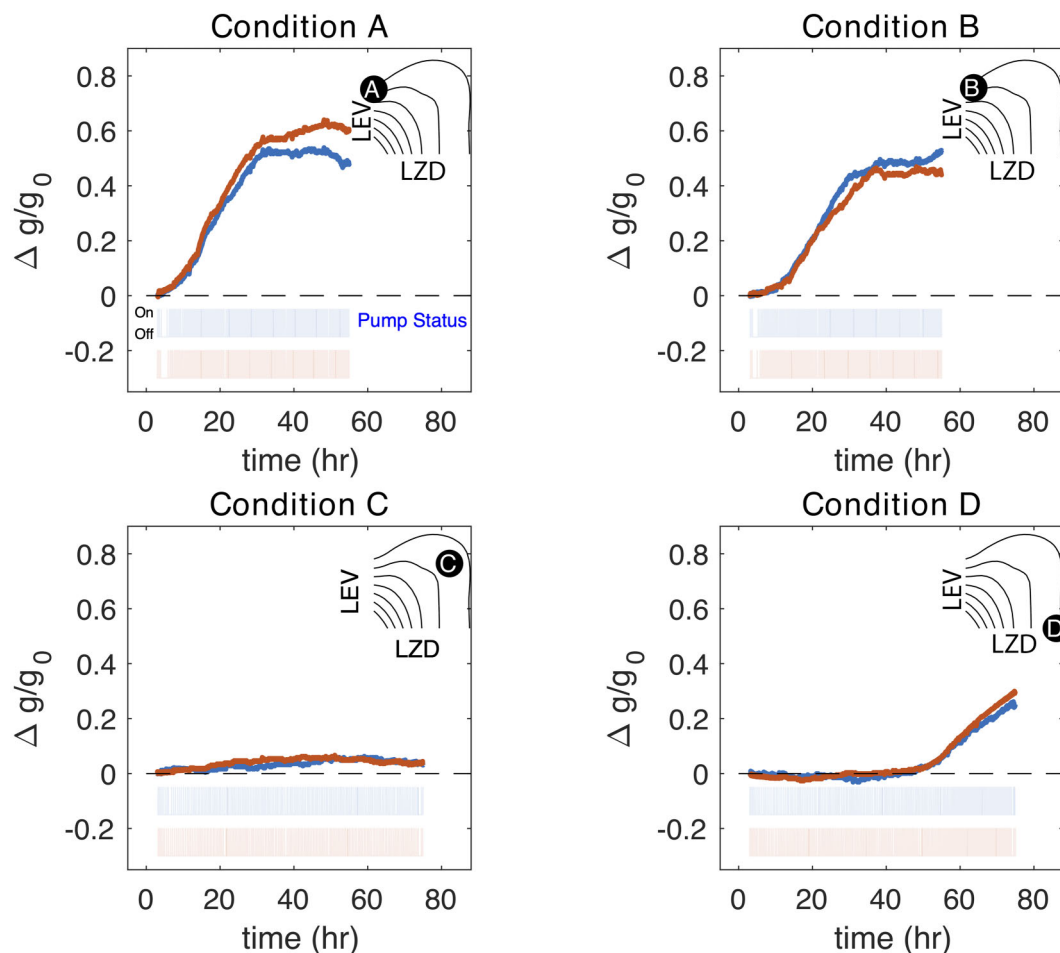 Condition A
0.8
0.6
0.4
0.2
0
-0.2
Δ g/g0
0 20 40 60 80
time (hr)
A
LEV
LZD
On
Off
Pump Status
Condition B
0.8
0.6
0.4
0.2
0
-0.2
Δ g/g0
0 20 40 60 80
time (hr)
B
LEV
LZD
Condition C
0.8
0.6
0.4
0.2
0
-0.2
Δ g/g0
0 20 40 60 80
time (hr)
C
LEV
LZD
Condition D
0.8
0.6
0.4
0.2
0
-0.2
Δ g/g0
0 20 40 60 80
time (hr)
D
LEV
LZD